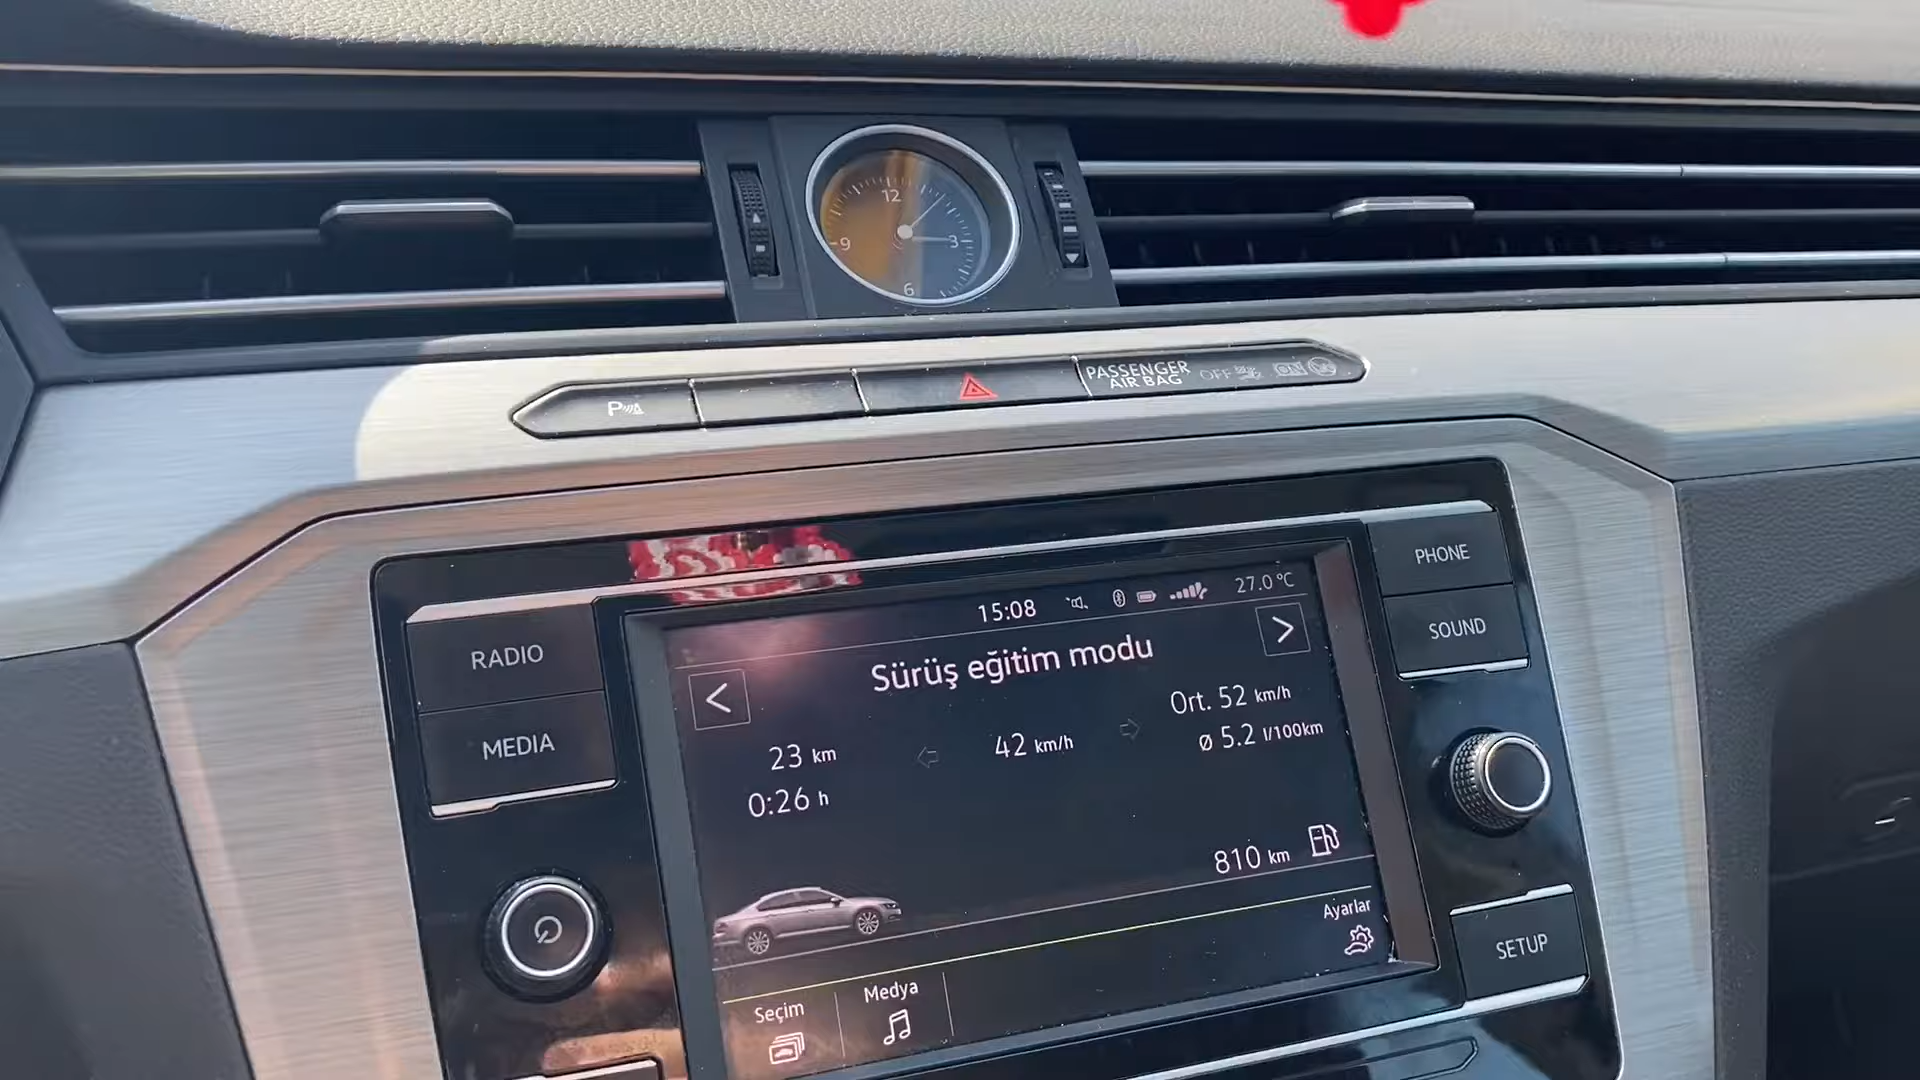 12
9
3
6
P
PASSENGER
AIR BAG
OFF
ON
PHONE
SOUND
RADIO
MEDIA
SETUP
15:08
27.0 °C
<
Sürüş eğitim modu
>
23 km
42 km/h
Ort. 52 km/h
0:26 h
ø 5.2 l/100km
810 km
Ayarlar
Seçim
Medya